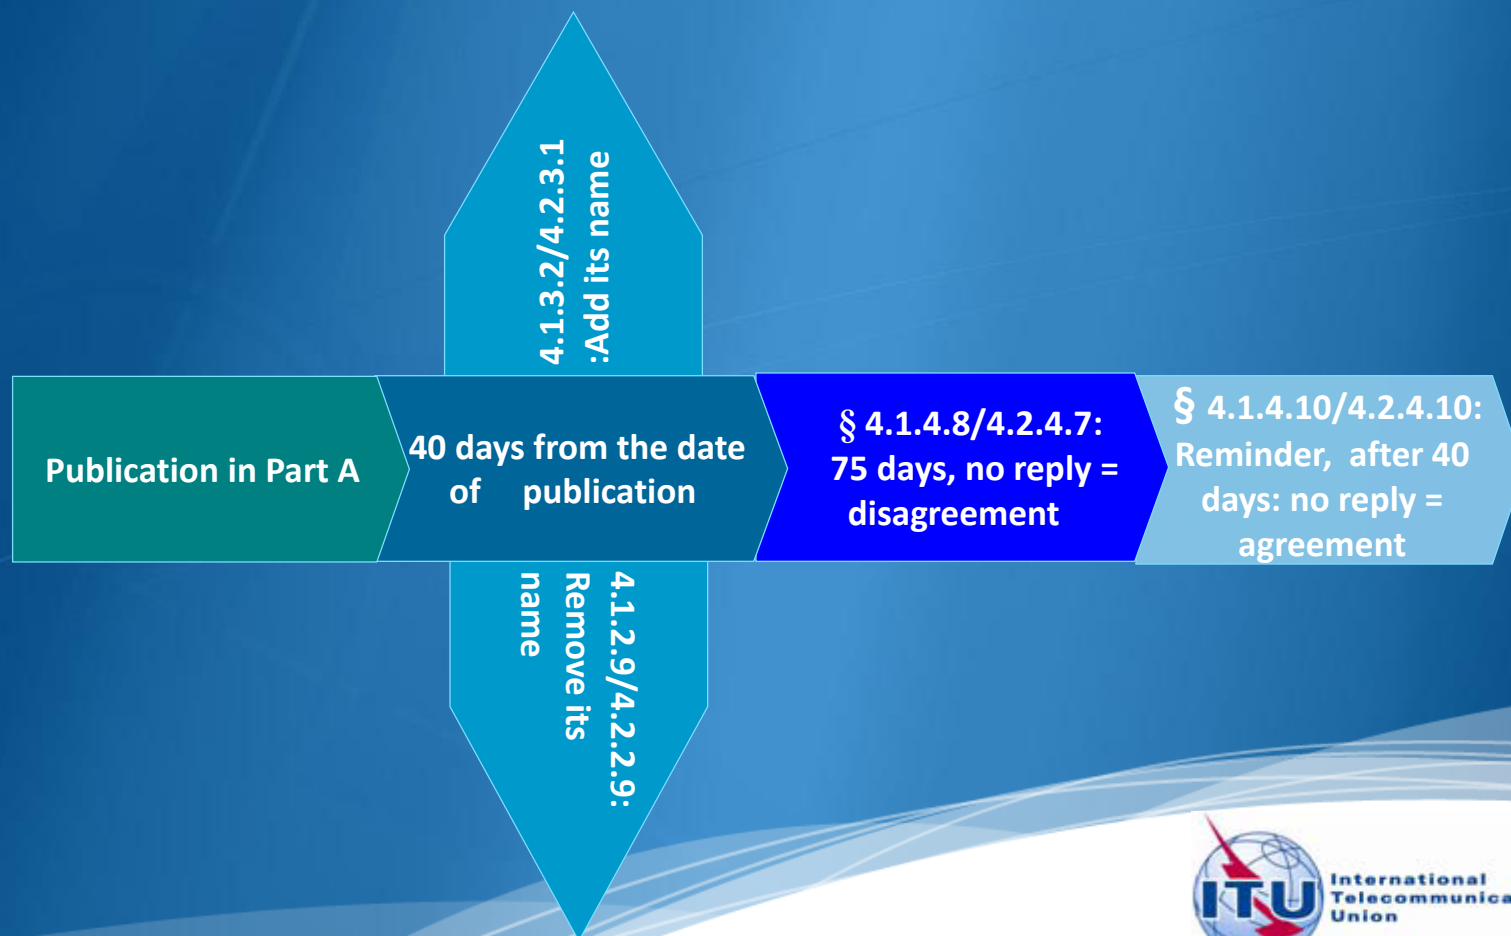 4.1.3.2/4.2.3.1
:Add its name
Publication in Part A
40 days from the date
of publication
§ 4.1.4.8/4.2.4.7:
75 days, no reply =
disagreement
§ 4.1.4.10/4.2.4.10:
Reminder, after 40
days: no reply =
agreement
4.1.2.9/4.2.2.9:
Remove its
name
ITU
International
Telecommunica
Union